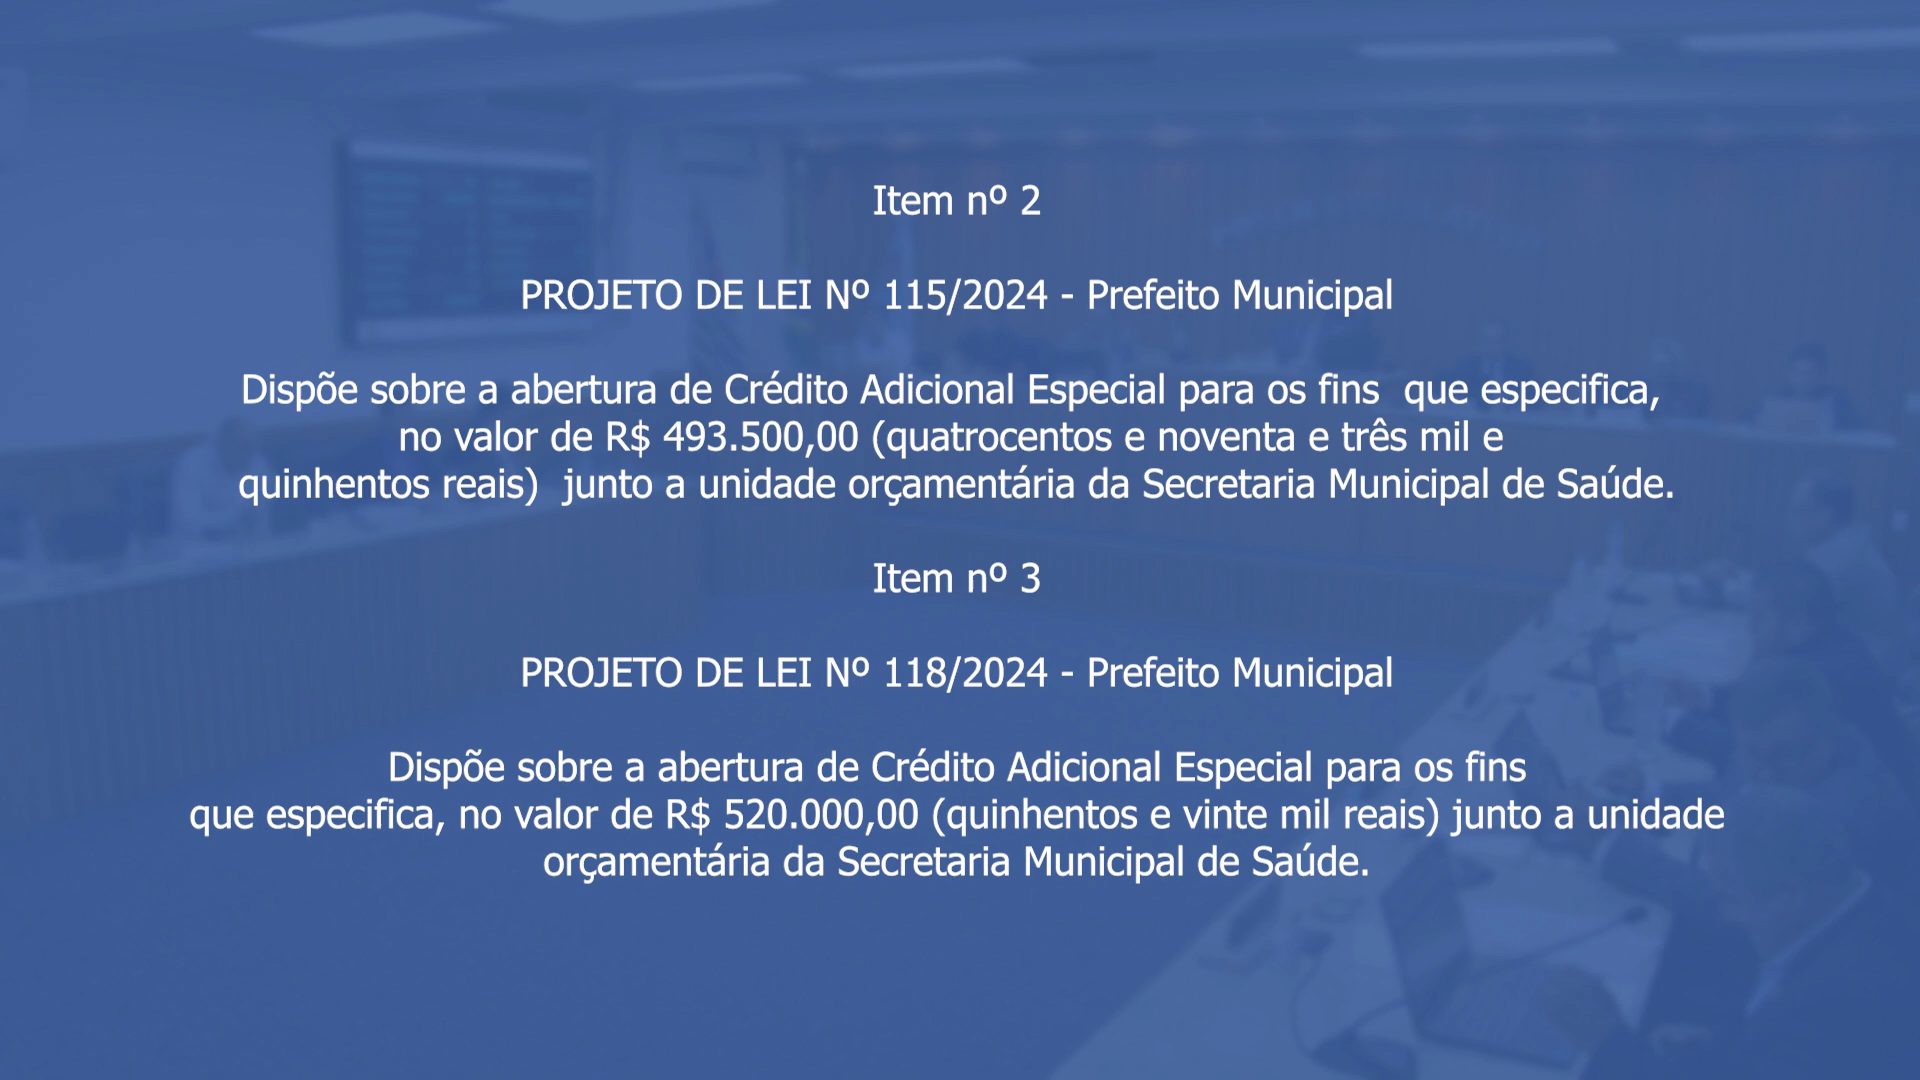 Item nº 2
PROJETO DE LEI Nº 115/2024 - Prefeito Municipal
Dispõe sobre a abertura de Crédito Adicional Especial para os fins  que especifica,
no valor de R$ 493.500,00 (quatrocentos e noventa e três mil e
quinhentos reais)  junto a unidade orçamentária da Secretaria Municipal de Saúde.
Item nº 3
PROJETO DE LEI Nº 118/2024 - Prefeito Municipal
Dispõe sobre a abertura de Crédito Adicional Especial para os fins
que especifica, no valor de R$ 520.000,00 (quinhentos e vinte mil reais) junto a unidade
orçamentária da Secretaria Municipal de Saúde.